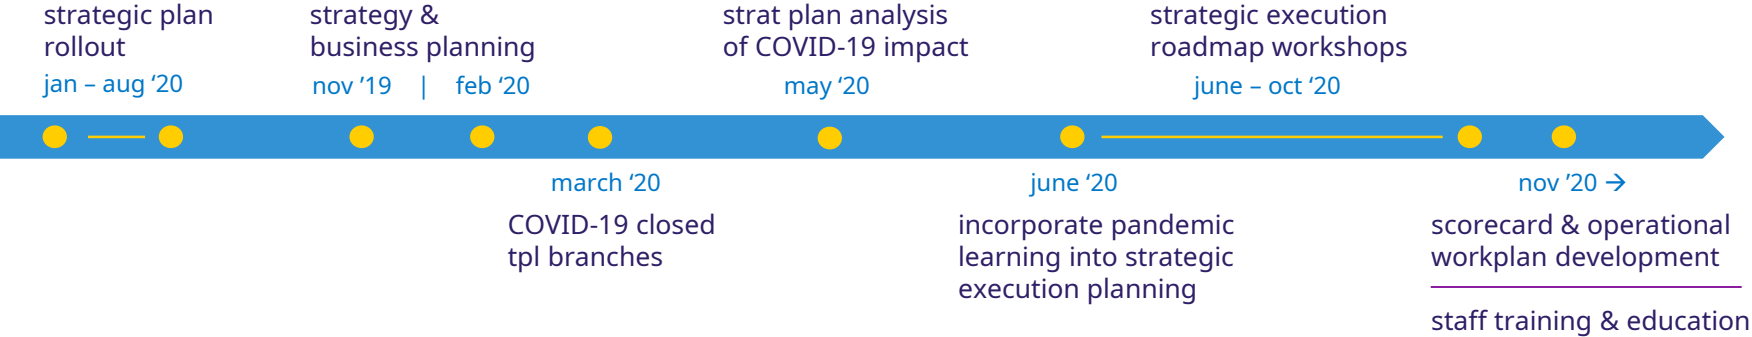 strategic plan
rollout
jan – aug ‘20
strategy &
business planning
nov ’19 | feb ‘20
strat plan analysis
of COVID-19 impact
may ‘20
strategic execution
roadmap workshops
june – oct ‘20
march ‘20
COVID-19 closed
tpl branches
june ‘20
incorporate pandemic
learning into strategic
execution planning
nov ’20 →
scorecard & operational
workplan development
staff training & education